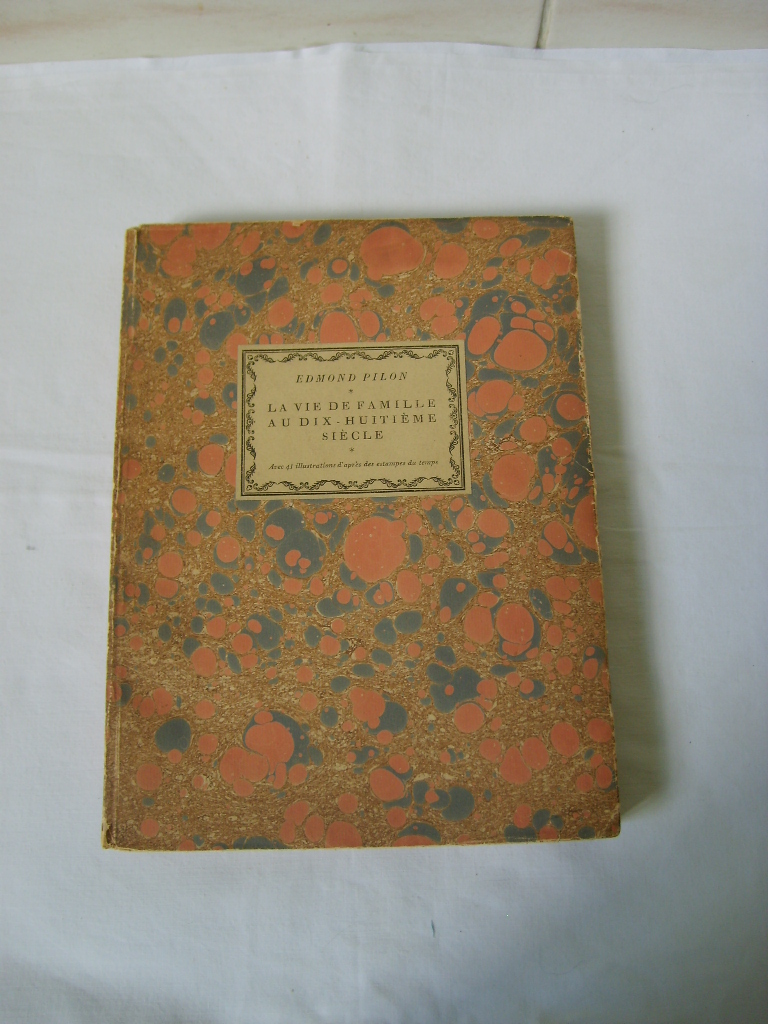 EDMOND PILON
*
LA VIE DE FAMILLE
AU DIX-HUITIÈME
SIÈCLE
*
Avec 41 illustrations d'après des estampes du temps